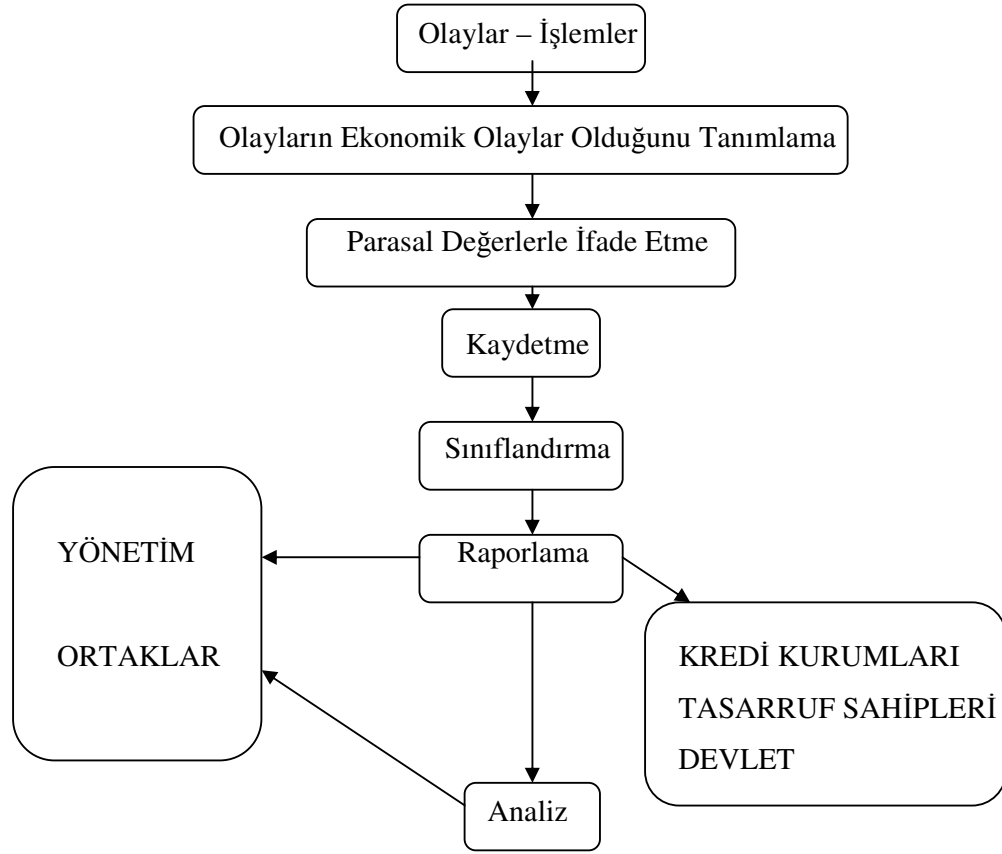 Olaylar – İşlemler
Olayların Ekonomik Olaylar Olduğunu Tanımlama
Parasal Değerlerle İfade Etme
Kaydetme
Sınıflandırma
Raporlama
YÖNETİM
ORTAKLAR
KREDİ KURUMLARI
TASARRUF SAHİPLERİ
DEVLET
Analiz